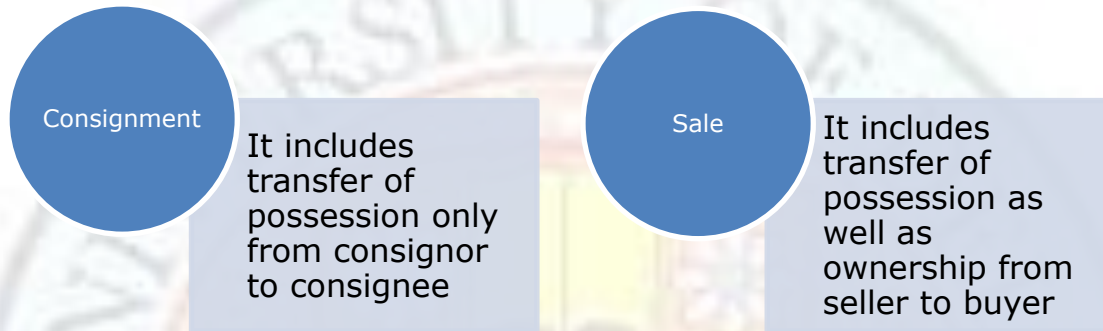 Consignment
It includes
transfer of
possession only
from consignor
to consignee
Sale
It includes
transfer of
possession as
well as
ownership from
seller to buyer